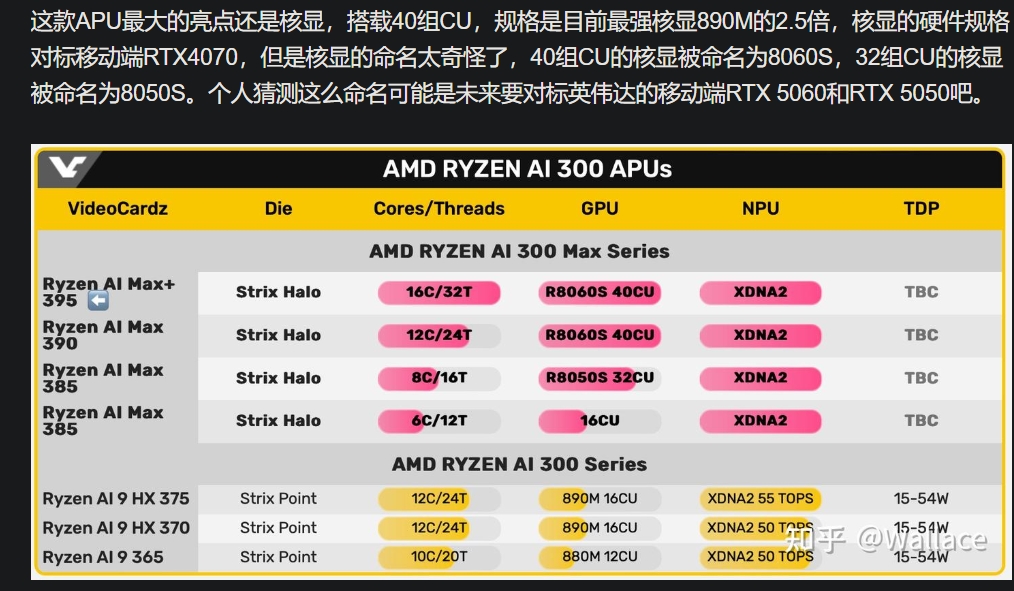 这款APU最大的亮点还是核显，搭载40组CU，规格是目前最强核显890M的2.5倍，核显的硬件规格
对标移动端RTX4070，但是核显的命名太奇怪了，40组CU的核显被命名为8060S，32组CU的核显
被命名为8050S。个人猜测这么命名可能是未来要对标英伟达的移动端RTX 5060和RTX 5050吧。
AMD RYZEN AI 300 APUs
VideoCardz Die Cores/Threads GPU NPU TDP
AMD RYZEN AI 300 Max Series
Ryzen AI Max+
395 Strix Halo 16C/32T R8060S 40CU XDNA2 TBC
Ryzen AI Max
390 Strix Halo 12C/24T R8060S 40CU XDNA2 TBC
Ryzen AI Max
385 Strix Halo 8C/16T R8050S 32CU XDNA2 TBC
Ryzen AI Max
385 Strix Halo 6C/12T 16CU XDNA2 TBC
AMD RYZEN AI 300 Series
Ryzen AI 9 HX 375 Strix Point 12C/24T 890M 16CU XDNA2 55 TOPS 15-54W
Ryzen AI 9 HX 370 Strix Point 12C/24T 890M 16CU XDNA2 50 TOPS 15-54W
Ryzen AI 9 365 Strix Point 10C/20T 880M 12CU XDNA2 50 TOPS 15-54W
知乎 @Wallace